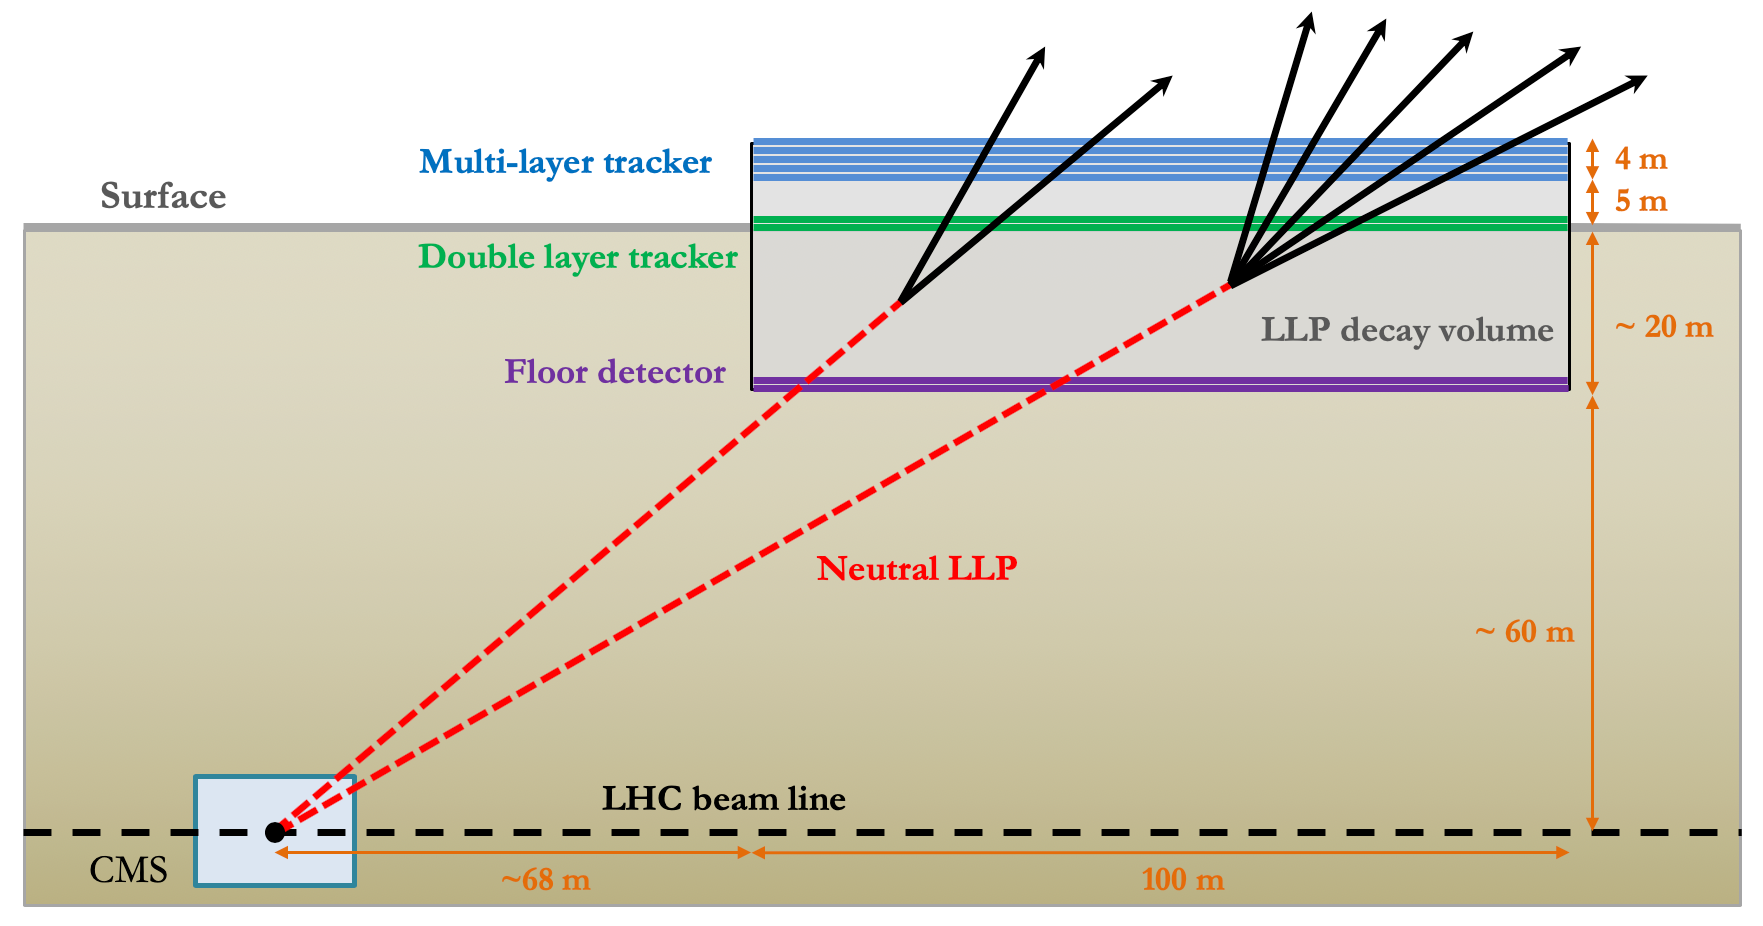 Multi-layer tracker
4 m
Surface
5 m
Double layer tracker
LLP decay volume
~ 20 m
Floor detector
Neutral LLP
~ 60 m
LHC beam line
CMS
~68 m
100 m